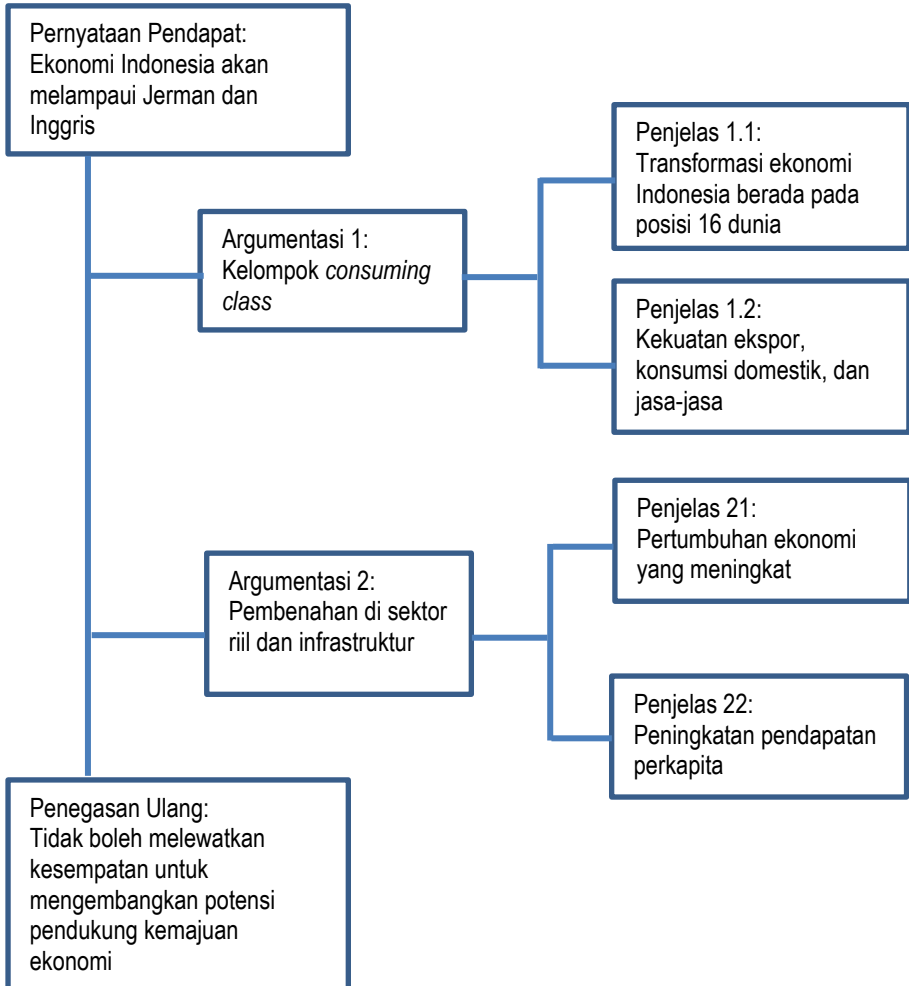 Pernyataan Pendapat:
Ekonomi Indonesia akan
melampaui Jerman dan
Inggris
Argumentasi 1:
Kelompok consuming
class
Penjelas 1.1:
Transformasi ekonomi
Indonesia berada pada
posisi 16 dunia
Penjelas 1.2:
Kekuatan ekspor,
konsumsi domestik, dan
jasa-jasa
Argumentasi 2:
Pembenahan di sektor
riil dan infrastruktur
Penjelas 21:
Pertumbuhan ekonomi
yang meningkat
Penjelas 22:
Peningkatan pendapatan
perkapita
Penegasan Ulang:
Tidak boleh melewatkan
kesempatan untuk
mengembangkan potensi
pendukung kemajuan
ekonomi